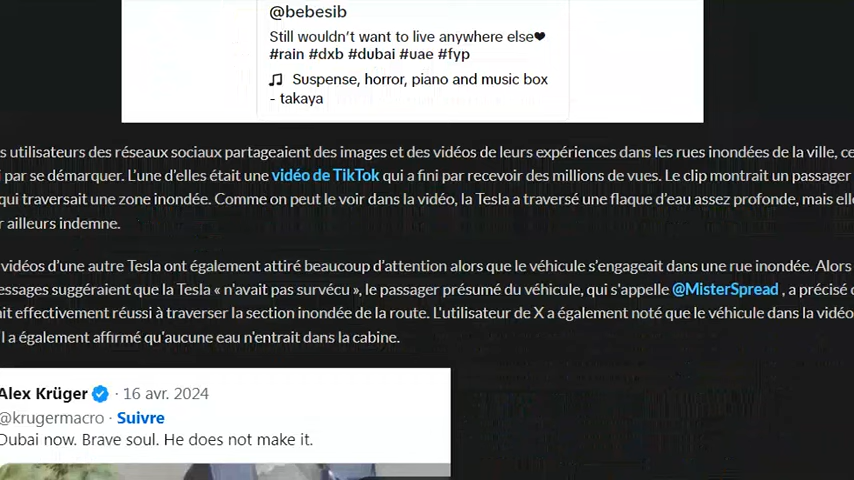 @bebesib
Still wouldn’t want to live anywhere else❤
#rain #dxb #dubai #uae #fyp
♫ Suspense, horror, piano and music box
- takaya
s utilisateurs des réseaux sociaux partageaient des images et des vidéos de leurs expériences dans les rues inondées de la ville, ce
i par se démarquer. L’une d’elles était une vidéo de TikTok qui a fini par recevoir des millions de vues. Le clip montrait un passager
qui traversait une zone inondée. Comme on peut le voir dans la vidéo, la Tesla a traversé une flaque d’eau assez profonde, mais ell
r ailleurs indemne.
vidéos d’une autre Tesla ont également attiré beaucoup d’attention alors que le véhicule s’engageait dans une rue inondée. Alors
essages suggéraient que la Tesla « n’avait pas survécu », le passager présumé du véhicule, qui s’appelle @MisterSpread , a précisé
it effectivement réussi à traverser la section inondée de la route. L’utilisateur de X a également noté que le véhicule dans la vidéo
l a également affirmé qu’aucune eau n’entrait dans la cabine.
Alex Krüger · 16 avr. 2024
@krugermacro · Suivre
Dubai now. Brave soul. He does not make it.